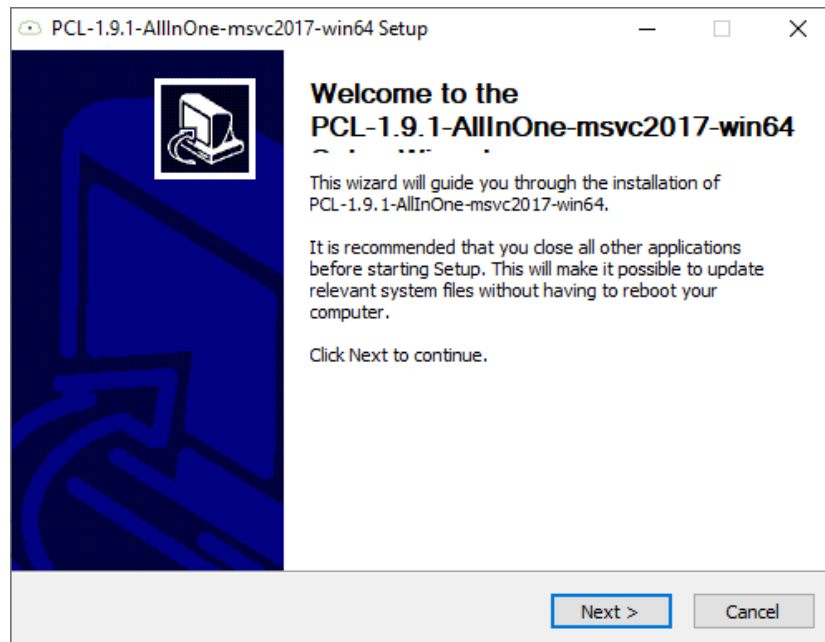 PCL-1.9.1-AllInOne-msvc2017-win64 Setup
Welcome to the
PCL-1.9.1-AllInOne-msvc2017-win64
This wizard will guide you through the installation of
PCL-1.9.1-AllInOne-msvc2017-win64.
It is recommended that you close all other applications
before starting Setup. This will make it possible to update
relevant system files without having to reboot your
computer.
Click Next to continue.
Next >
Cancel